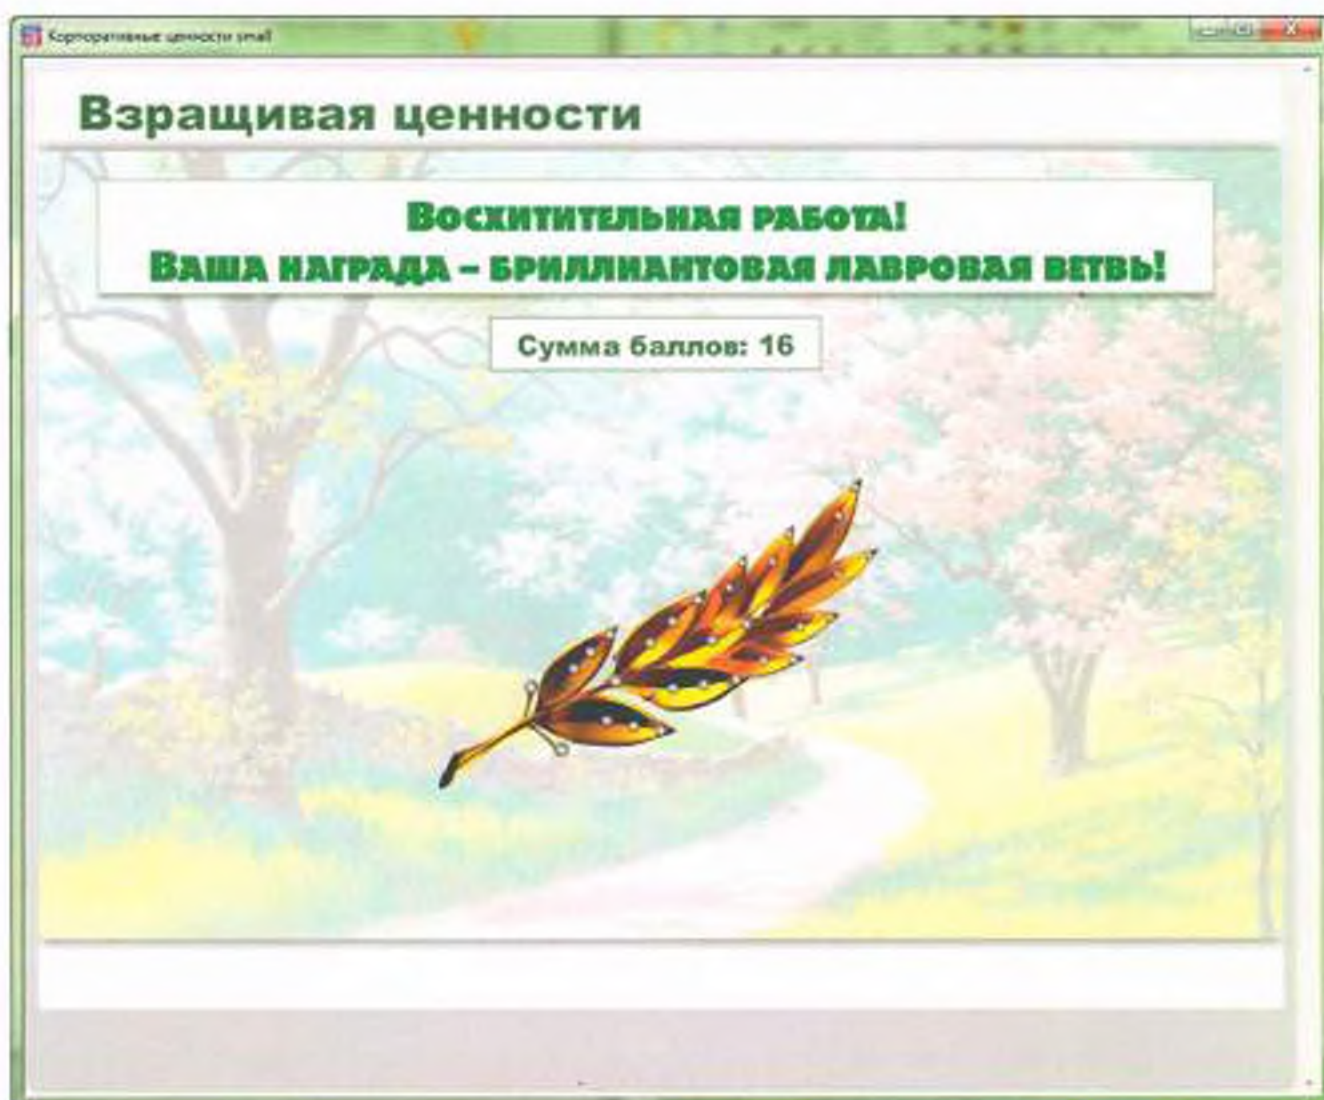 Корпоративные ценности small
Взращивая ценности
Восхитительная работа!
Ваша награда – бриллиантовая лавровая ветвь!
Сумма баллов: 16